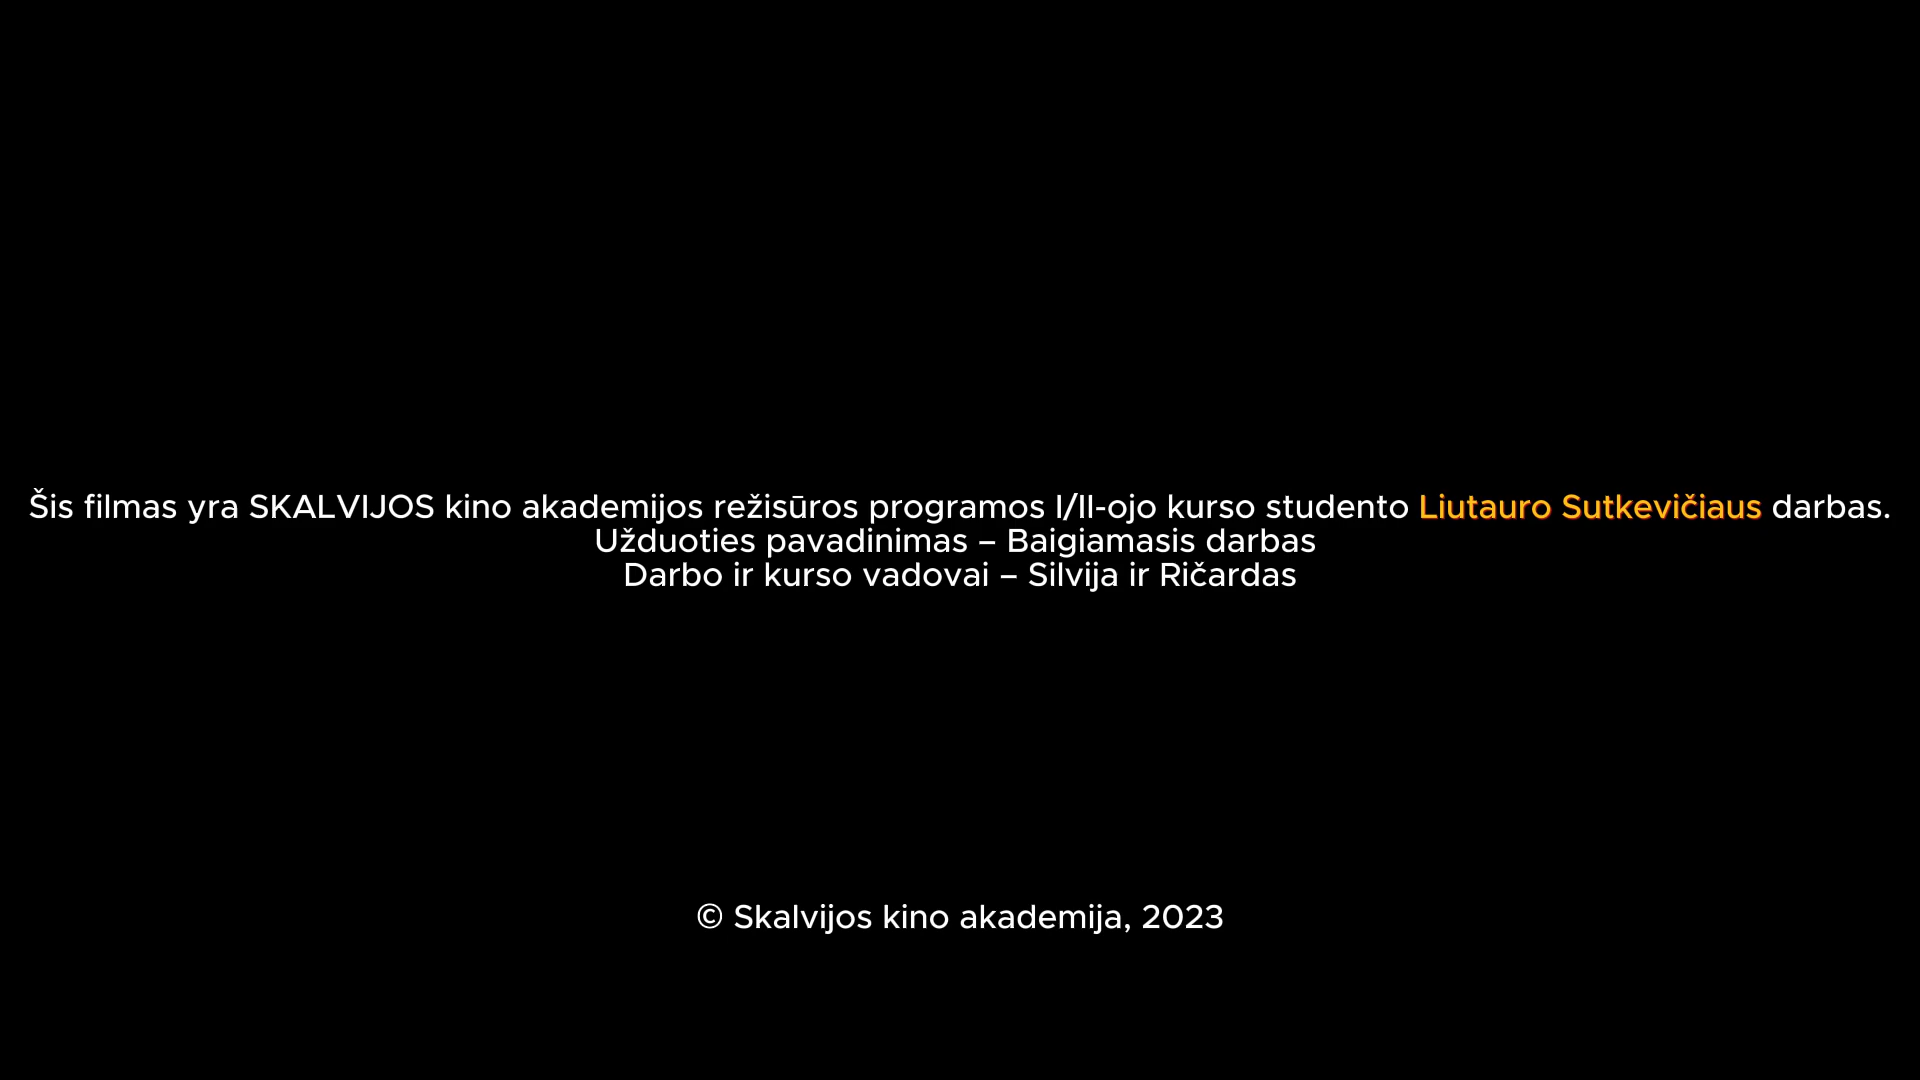 Šis filmas yra SKALVIJOS kino akademijos režisūros programos I/II-ojo kurso studento Liutauro Sutkevičiaus darbas.
Užduoties pavadinimas – Baigiamasis darbas
Darbo ir kurso vadovai – Silvija ir Ričardas
© Skalvijos kino akademija, 2023